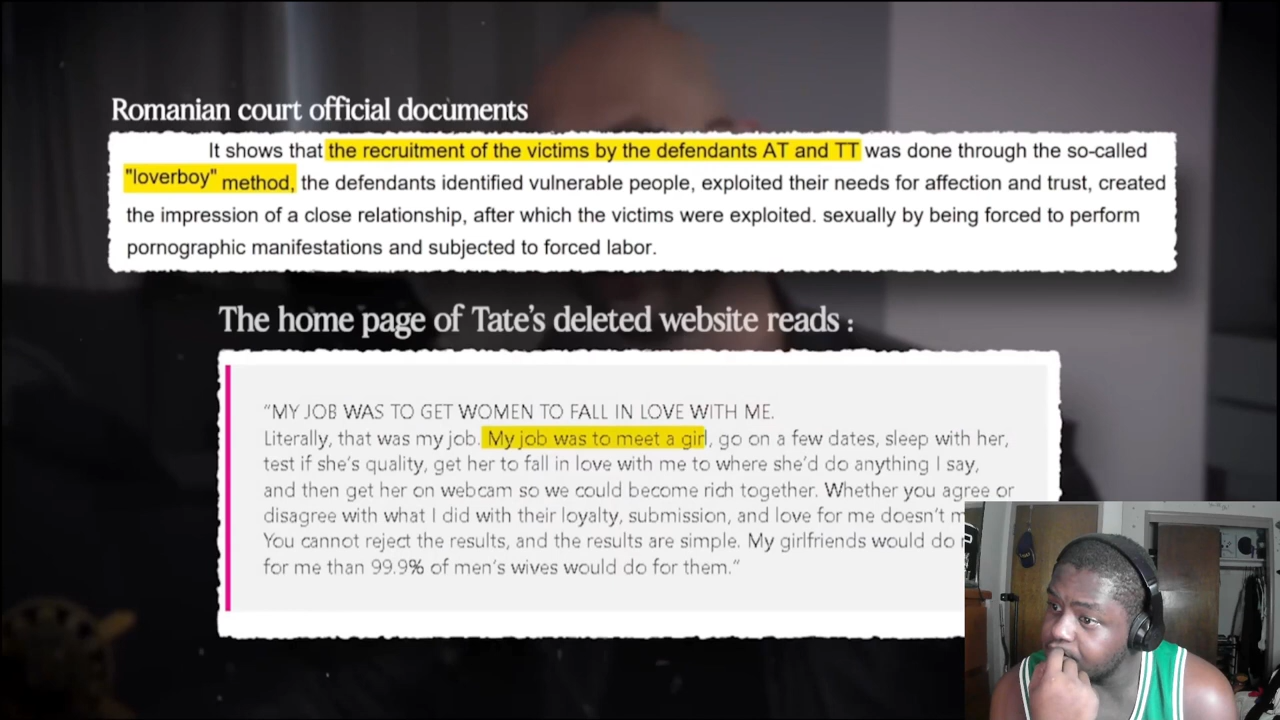 Romanian court official documents
It shows that the recruitment of the victims by the defendants AT and TT was done through the so-called
"loverboy" method, the defendants identified vulnerable people, exploited their needs for affection and trust, created
the impression of a close relationship, after which the victims were exploited. sexually by being forced to perform
pornographic manifestations and subjected to forced labor.
The home page of Tate's deleted website reads :
"MY JOB WAS TO GET WOMEN TO FALL IN LOVE WITH ME.
Literally, that was my job. My job was to meet a girl, go on a few dates, sleep with her,
test if she's quality, get her to fall in love with me to where she'd do anything I say,
and then get her on webcam so we could become rich together. Whether you agree or
disagree with what I did with their loyalty, submission, and love for me doesn't
You cannot reject the results, and the results are simple. My girlfriends would do
for me than 99.9% of men's wives would do for them."